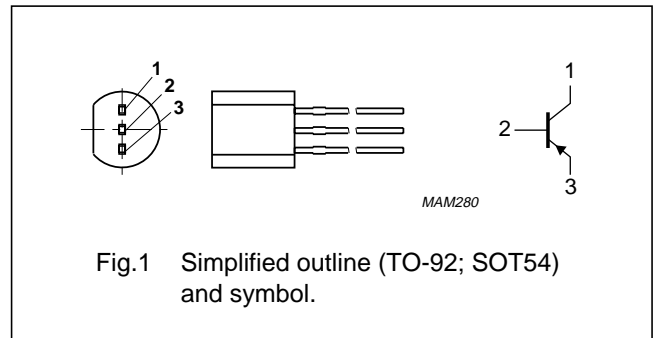 1
2
3
1
2
3
MAM280
Fig.1 Simplified outline (TO-92; SOT54)
and symbol.